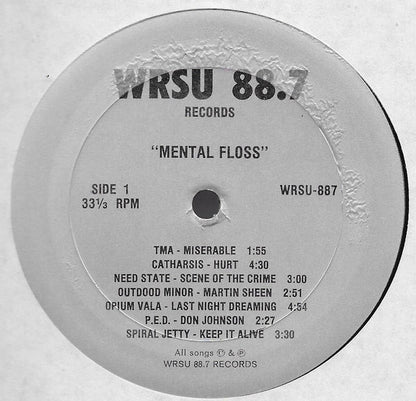 WRSU 88.7
RECORDS
"MENTAL FLOSS"
SIDE 1
33⅓ RPM
WRSU-887
TMA - MISERABLE 1:55
CATHARSIS - HURT 4:30
NEED STATE - SCENE OF THE CRIME 3:00
OUTDOOD MINOR - MARTIN SHEEN 2:51
OPIUM VALA - LAST NIGHT DREAMING 4:54
P.E.D. - DON JOHNSON 2:27
SPIRAL JETTY - KEEP IT ALIVE 3:30
All songs © & ℗
WRSU 88.7 RECORDS